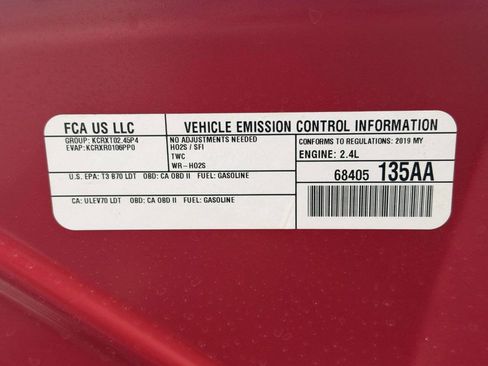 FCA US LLC
VEHICLE EMISSION CONTROL INFORMATION
GROUP: KCRXT02.45P4
EVAP: KCRXR0106PP0
NO ADJUSTMENTS NEEDED
HO2S / SFI
TWC
WR-HO2S
CONFORMS TO REGULATIONS: 2019 MY
ENGINE: 2.4L
68405 135AA
U.S. EPA: T3 B70 LDT OBD: CA OBD II FUEL: GASOLINE
CA: ULEV70 LDT OBD: CA OBD II FUEL: GASOLINE